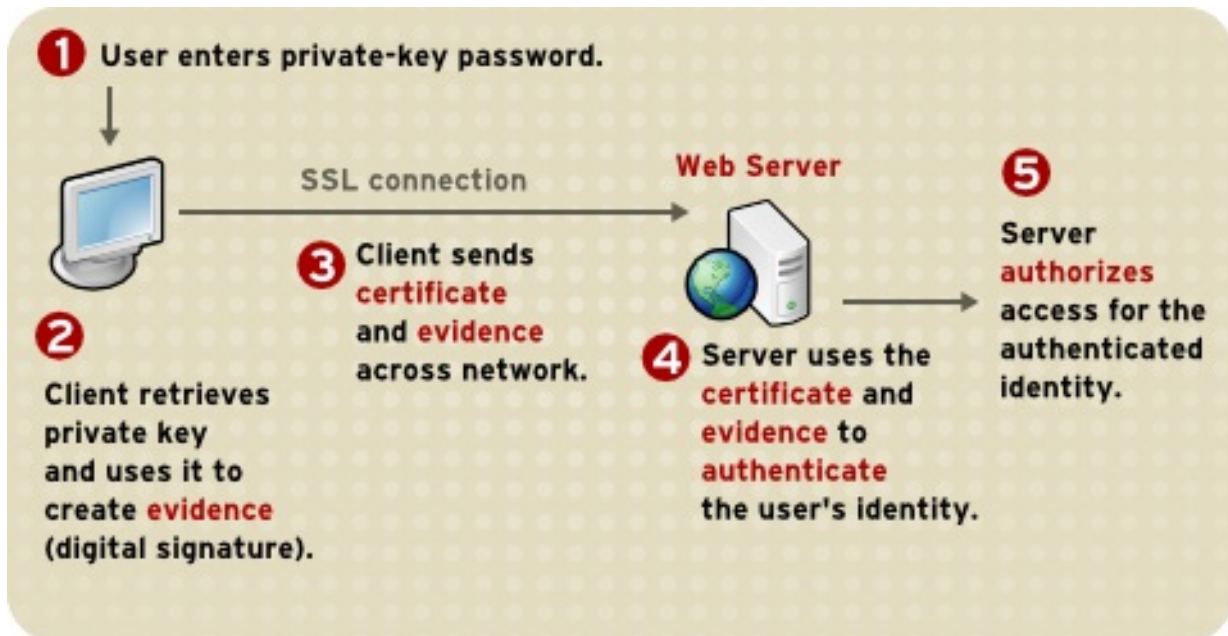 1 User enters private-key password.
SSL connection
Web Server
2
Client retrieves
private key
and uses it to
create evidence
(digital signature).
3 Client sends
certificate
and evidence
across network.
4 Server uses the
certificate and
evidence to
authenticate
the user's identity.
5
Server
authorizes
access for the
authenticated
identity.